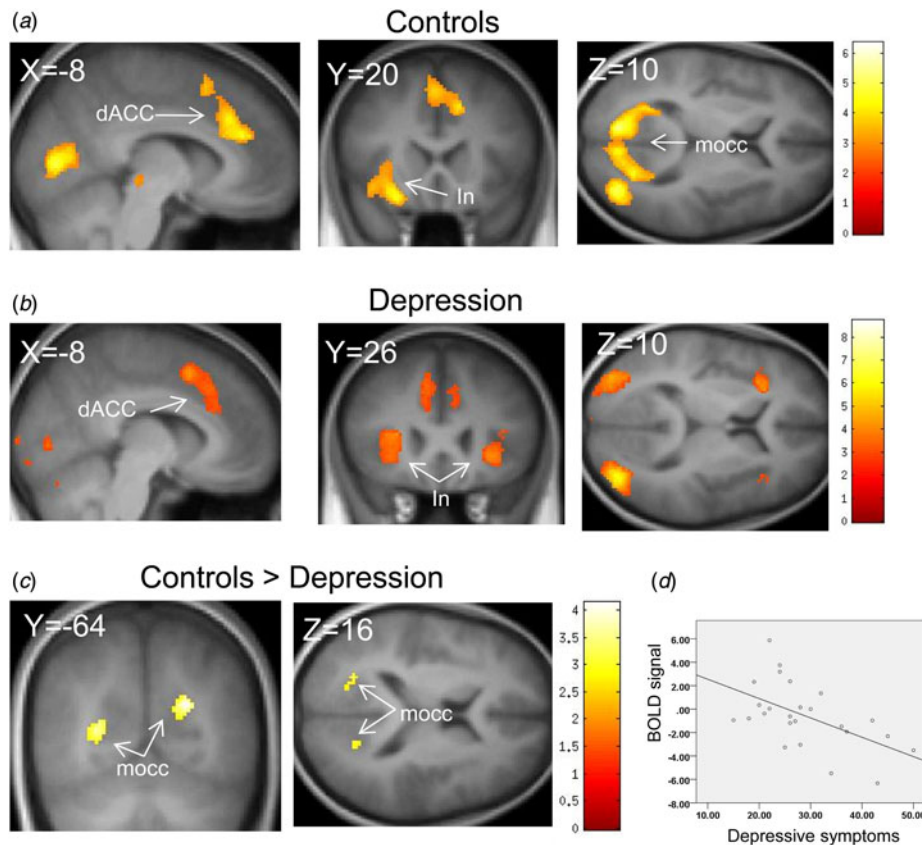 (a)
Controls
X=-8
dACC
Y=20
In
Z=10
mocc
6
5
4
3
2
1
0
(b)
Depression
X=-8
dACC
Y=26
In
Z=10
8
7
6
5
4
3
2
1
0
(c)
Controls > Depression
Y=-64
mocc
Z=16
mocc
4
3.5
3
2.5
2
1.5
1
0.5
0
(d)
BOLD signal
6.00
4.00
2.00
.00
-2.00
-4.00
-6.00
-8.00
10.00 20.00 30.00 40.00
Depressive symptoms